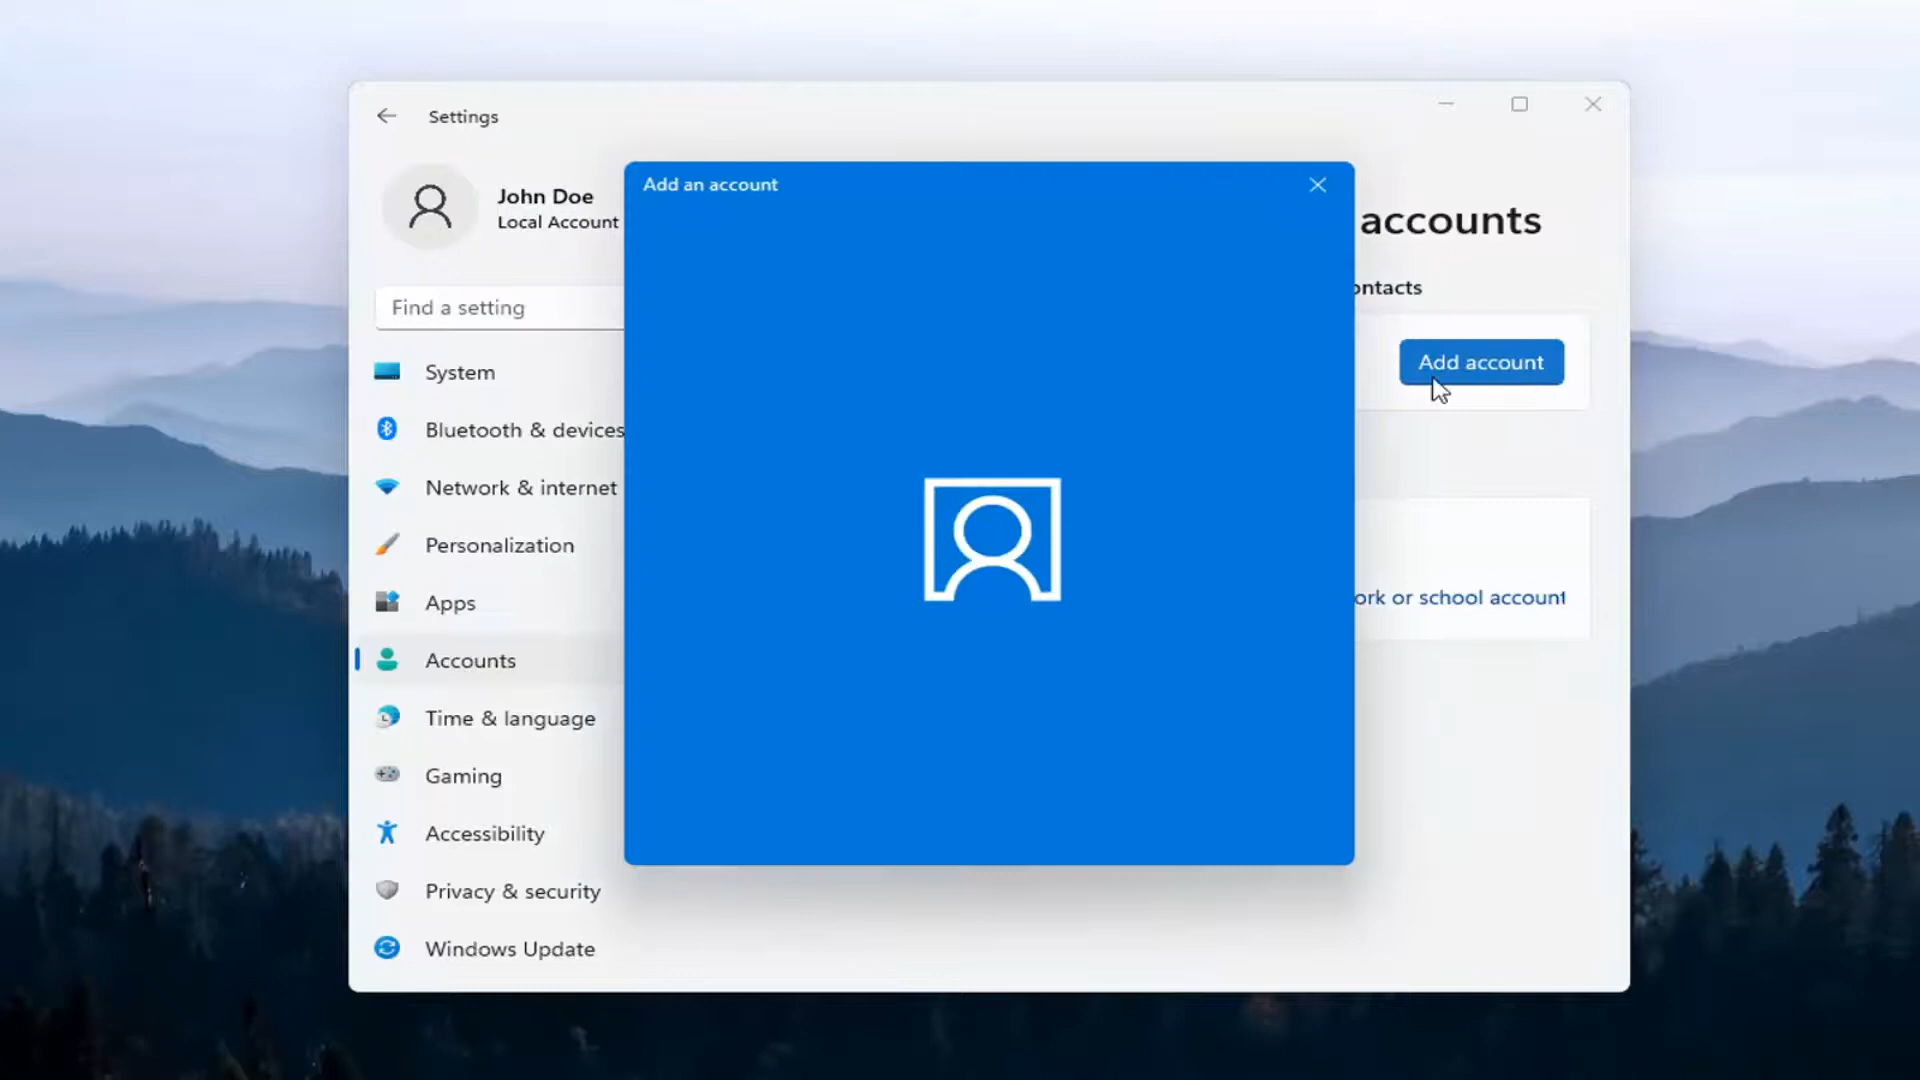 Settings
John Doe
Local Account
Find a setting
System
Bluetooth & devices
Network & internet
Personalization
Apps
Accounts
Time & language
Gaming
Accessibility
Privacy & security
Windows Update
Add an account
accounts
ontacts
Add account
ork or school account